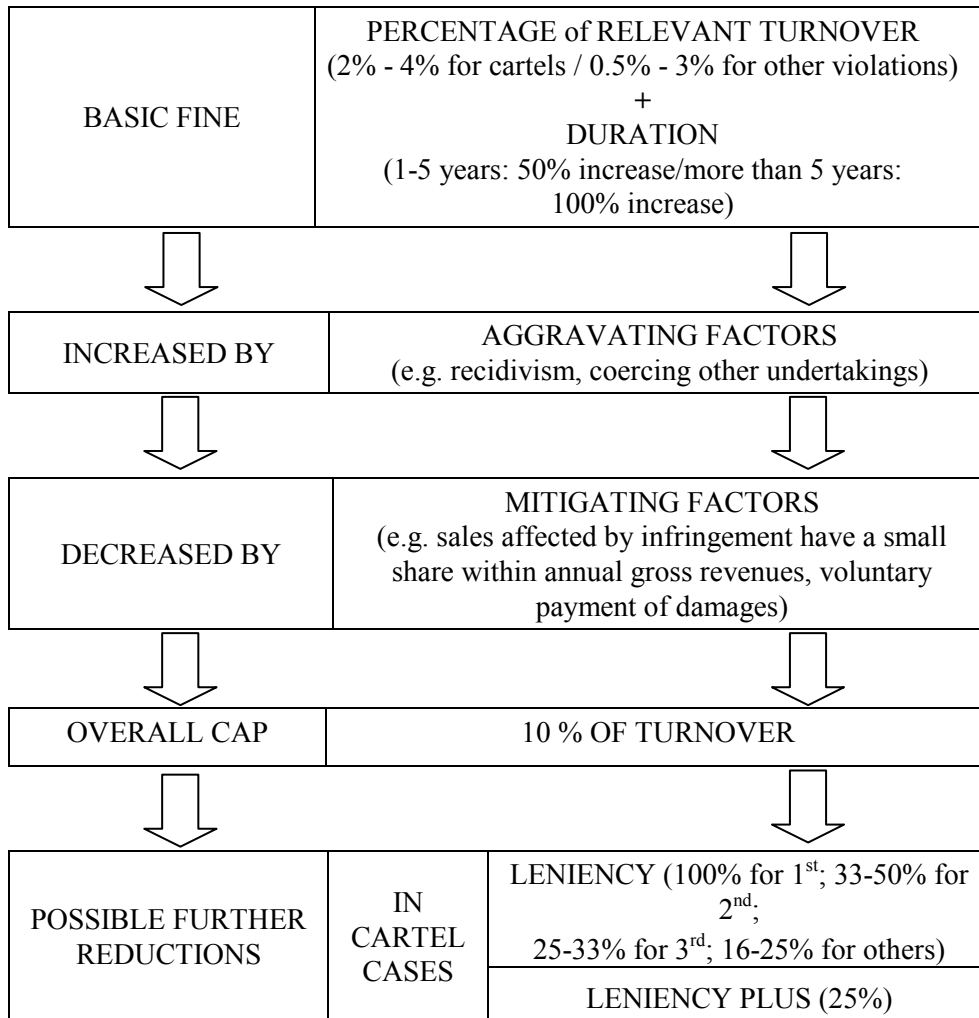 BASIC FINE
PERCENTAGE of RELEVANT TURNOVER
(2% - 4% for cartels / 0.5% - 3% for other violations)
+
DURATION
(1-5 years: 50% increase/more than 5 years:
100% increase)
INCREASED BY
AGGRAVATING FACTORS
(e.g. recidivism, coercing other undertakings)
DECREASED BY
MITIGATING FACTORS
(e.g. sales affected by infringement have a small
share within annual gross revenues, voluntary
payment of damages)
OVERALL CAP
10 % OF TURNOVER
POSSIBLE FURTHER
REDUCTIONS
IN
CARTEL
CASES
LENIENCY (100% for 1st; 33-50% for
2nd;
25-33% for 3rd; 16-25% for others)
LENIENCY PLUS (25%)